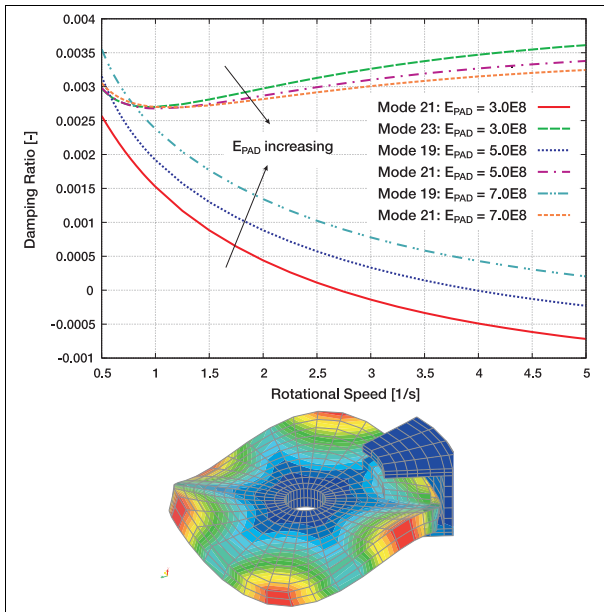 0.004
0.0035
0.003
0.0025
0.002
0.0015
0.001
0.0005
0
-0.0005
-0.001
Damping Ratio [-]
E_PAD increasing
Mode 21: E_PAD = 3.0E8
Mode 23: E_PAD = 3.0E8
Mode 19: E_PAD = 5.0E8
Mode 21: E_PAD = 5.0E8
Mode 19: E_PAD = 7.0E8
Mode 21: E_PAD = 7.0E8
0.5 1 1.5 2 2.5 3 3.5 4 4.5 5
Rotational Speed [1/s]